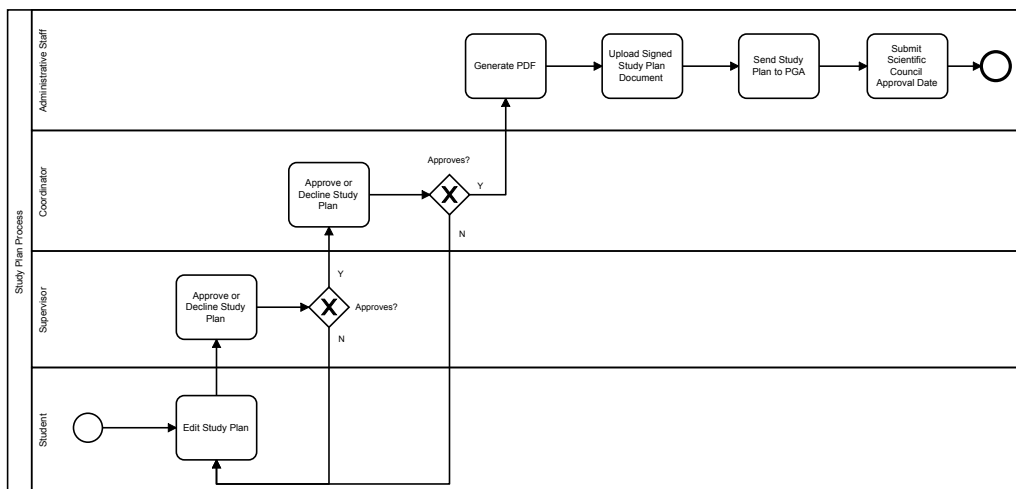 Study Plan Process
Administrative Staff
Generate PDF
Upload Signed
Study Plan
Document
Send Study
Plan to PGA
Submit
Scientific
Council
Approval Date
Coordinator
Approve or
Decline Study
Plan
Approves?
X
Y
N
Supervisor
Approve or
Decline Study
Plan
Y
X
Approves?
N
Student
Edit Study Plan